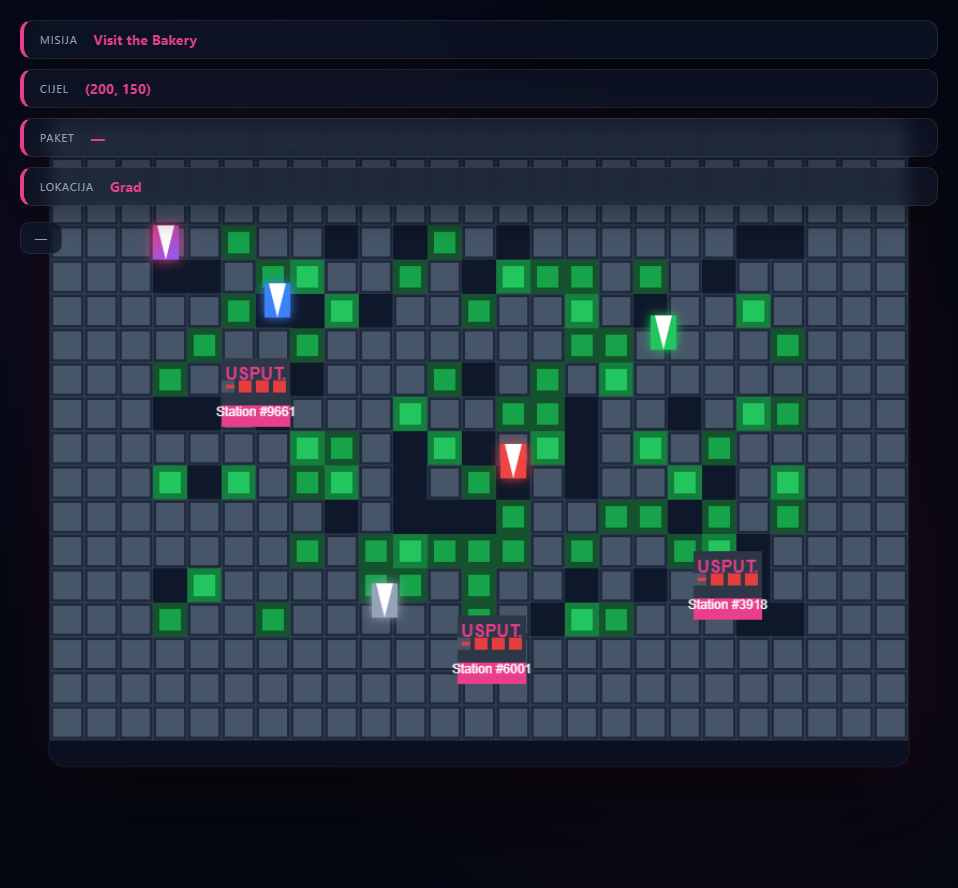 MISIJA Visit the Bakery
CIJEL (200, 150)
PAKET —
LOKACIJA Grad
—
USPUT.
Station #9661
USPUT.
Station #3918
USPUT.
Station #6001